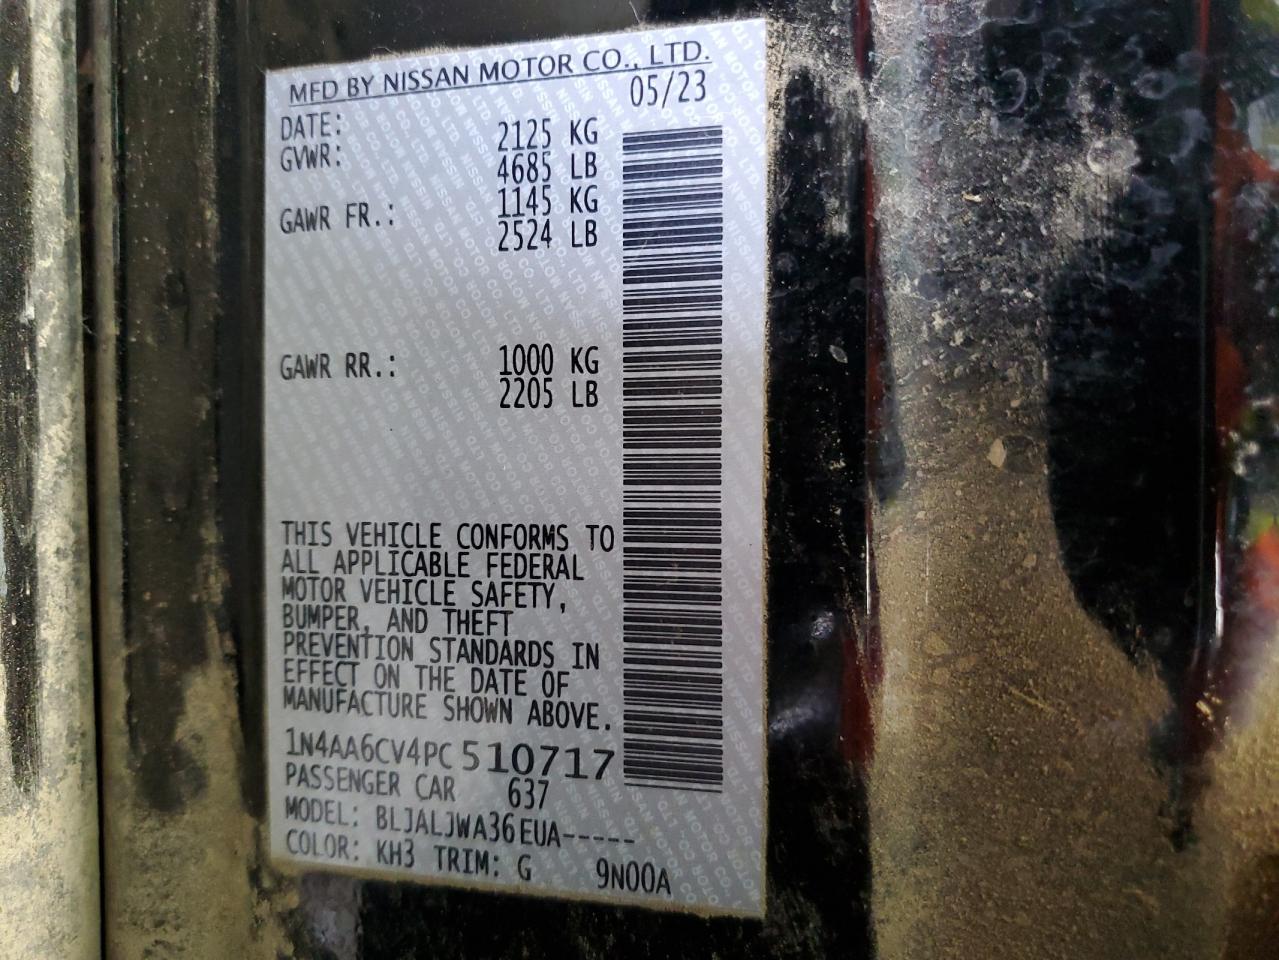 MFD BY NISSAN MOTOR CO., LTD.
DATE: 05/23
GVWR: 2125 KG
4685 LB
GAWR FR.: 1145 KG
2524 LB
GAWR RR.: 1000 KG
2205 LB
THIS VEHICLE CONFORMS TO
ALL APPLICABLE FEDERAL
MOTOR VEHICLE SAFETY,
BUMPER, AND THEFT
PREVENTION STANDARDS IN
EFFECT ON THE DATE OF
MANUFACTURE SHOWN ABOVE.
1N4AA6CV4PC510717
PASSENGER CAR 637
MODEL: BLJALJWA36EUA-----
COLOR: KH3 TRIM: G 9N00A